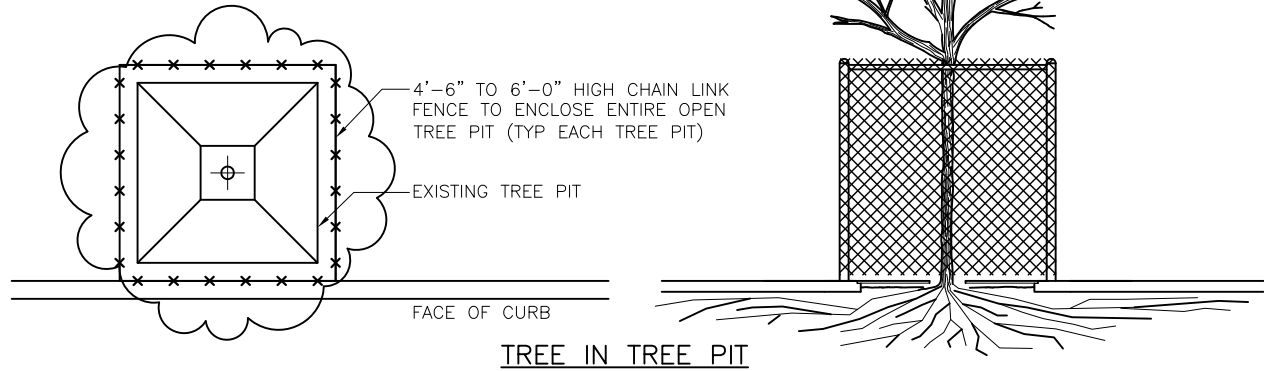 4'-6" TO 6'-0" HIGH CHAIN LINK
FENCE TO ENCLOSE ENTIRE OPEN
TREE PIT (TYP EACH TREE PIT)
EXISTING TREE PIT
FACE OF CURB
TREE IN TREE PIT